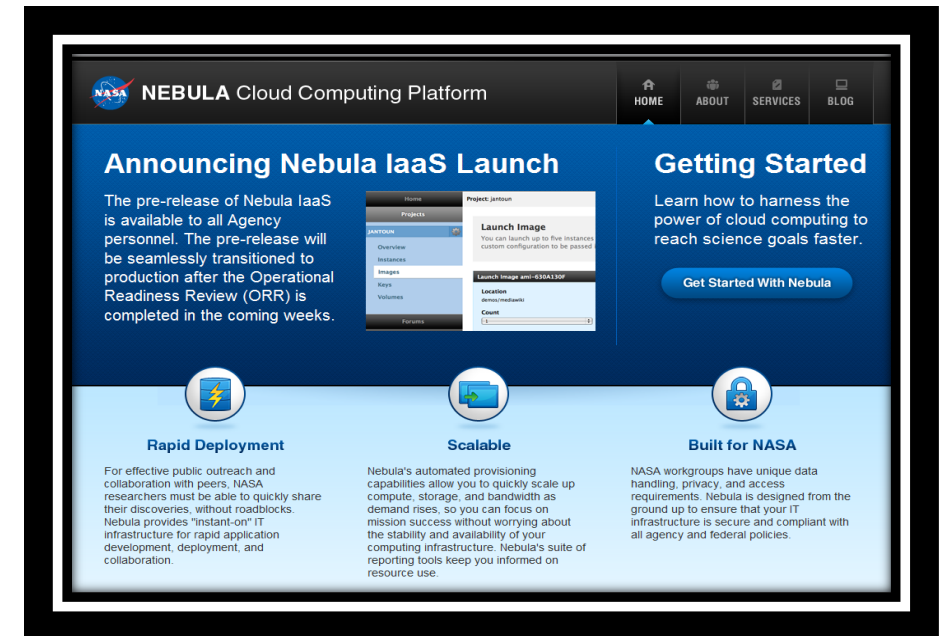 NASA
NEBULA Cloud Computing Platform
HOME
ABOUT
SERVICES
BLOG
Announcing Nebula IaaS Launch
The pre-release of Nebula IaaS
is available to all Agency
personnel. The pre-release will
be seamlessly transitioned to
production after the Operational
Readiness Review (ORR) is
completed in the coming weeks.
Home
Projects
JANTOUN
Overview
Instances
Images
Keys
Volumes
Forums
Project: jantoun
Launch Image
You can launch up to five instances
custom configuration to be passed
Launch Image ami-630A130F
Location
demos/mediawiki
Count
1
Getting Started
Learn how to harness the
power of cloud computing to
reach science goals faster.
Get Started With Nebula
Rapid Deployment
For effective public outreach and
collaboration with peers, NASA
researchers must be able to quickly share
their discoveries, without roadblocks.
Nebula provides "instant-on" IT
infrastructure for rapid application
development, deployment, and
collaboration.
Scalable
Nebula's automated provisioning
capabilities allow you to quickly scale up
compute, storage, and bandwidth as
demand rises, so you can focus on
mission success without worrying about
the stability and availability of your
computing infrastructure. Nebula's suite of
reporting tools keep you informed on
resource use.
Built for NASA
NASA workgroups have unique data
handling, privacy, and access
requirements. Nebula is designed from the
ground up to ensure that your IT
infrastructure is secure and compliant with
all agency and federal policies.